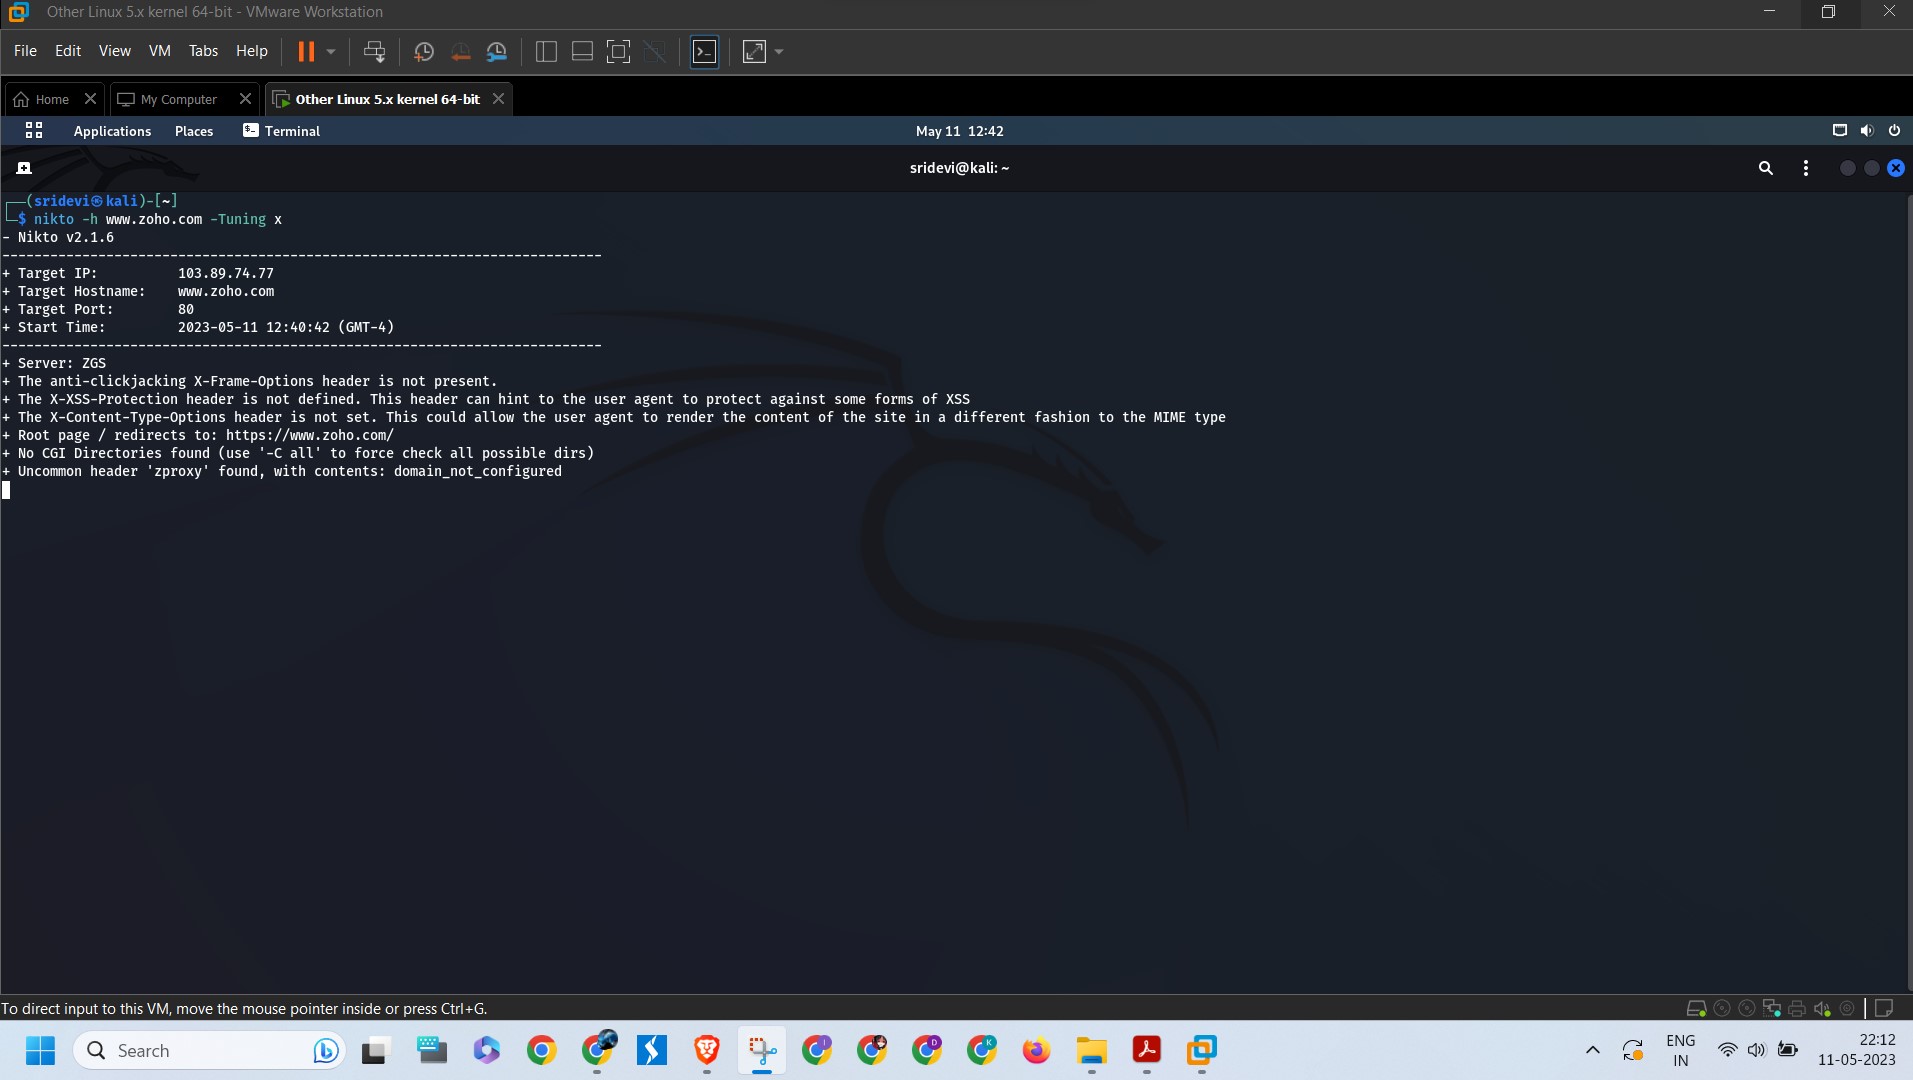 Other Linux 5.x kernel 64-bit - VMware Workstation
File Edit View VM Tabs Help
Home My Computer Other Linux 5.x kernel 64-bit
Applications Places Terminal May 11 12:42
sridevi@kali: ~
┌──(sridevi㉿kali)-[~]
└─$ nikto -h www.zoho.com -Tuning x
- Nikto v2.1.6
---------------------------------------------------------------------------
+ Target IP: 103.89.74.77
+ Target Hostname: www.zoho.com
+ Target Port: 80
+ Start Time: 2023-05-11 12:40:42 (GMT-4)
---------------------------------------------------------------------------
+ Server: ZGS
+ The anti-clickjacking X-Frame-Options header is not present.
+ The X-XSS-Protection header is not defined. This header can hint to the user agent to protect against some forms of XSS
+ The X-Content-Type-Options header is not set. This could allow the user agent to render the content of the site in a different fashion to the MIME type
+ Root page / redirects to: https://www.zoho.com/
+ No CGI Directories found (use '-C all' to force check all possible dirs)
+ Uncommon header 'zproxy' found, with contents: domain_not_configured
To direct input to this VM, move the mouse pointer inside or press Ctrl+G.
Search
ENG
IN
22:12
11-05-2023